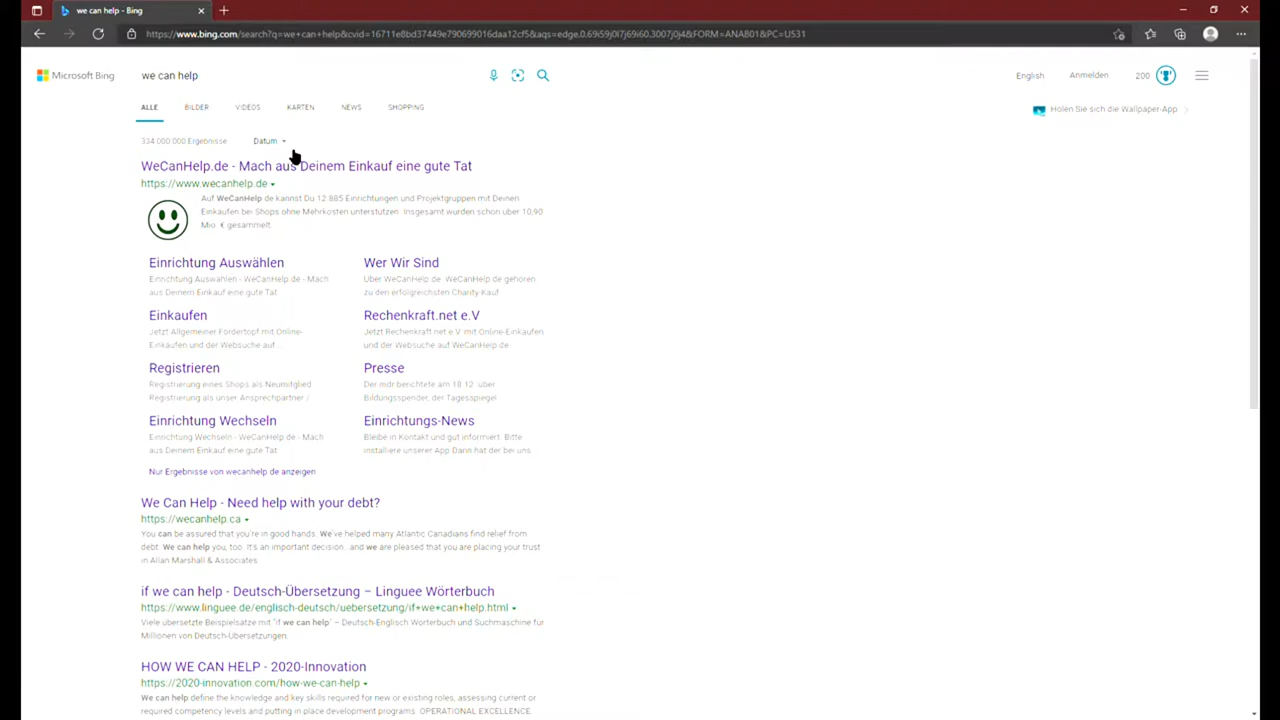 we can help - Bing
https://www.bing.com/search?q=we+can+help&cvid=16711e8bd37449e790699016daa12cf5&aqs=edge.0.69i59j0l7j69i60.3007j0j4&FORM=ANAB01&PC=U531
Microsoft Bing
we can help
English
Anmelden
200
ALLE BILDER VIDEOS KARTEN NEWS SHOPPING
Holen Sie sich die Wallpaper-App
334 000 000 Ergebnisse
Datum
WeCanHelp.de - Mach aus Deinem Einkauf eine gute Tat
https://www.wecanhelp.de
Auf WeCanHelp de kannst Du 12 885 Einrichtungen und Projektgruppen mit Deinen
Einkaufen bei Shops ohne Mehrkosten unterstutzen. Insgesamt wurden schon uber 10,90
Mio € gesammelt
Einrichtung Auswählen
Einrichtung Auswahlen - WeCanHelp.de - Mach
aus Deinem Einkauf eine gute Tat
Wer Wir Sind
Uber WeCanHelp.de WeCanHelp.de gehoren
zu den erfolgreichsten Charity-Kauf
Einkaufen
Jetzt Allgemeiner Fordertopf mit Online-
Einkaufen und der Websuche auf...
Rechenkraft.net e.V
Jetzt Rechenkraft.net e.V mit Online-Einkaufen
und der Websuche auf WeCanHelp de
Registrieren
Registrierung eines Shops als Neumitglied
Registrierung als unser Ansprechpartner /
Presse
Der mdr berichtete am 18 12 uber
Bildungsspender, der Tagesspiegel
Einrichtung Wechseln
Einrichtung Wechseln - WeCanHelp.de - Mach
aus Deinem Einkauf eine gute Tat
Einrichtungs-News
Bleibe in Kontakt und gut informiert. Bitte
installiere unserer App Dann hat der bei uns
Nur Ergebnisse von wecanhelp de anzeigen
We Can Help - Need help with your debt?
https://wecanhelp.ca
You can be assured that you're in good hands. We've helped many Atlantic Canadians find relief from
debt. We can help you, too. It's an important decision...and we are pleased that you are placing your trust
in Allan Marshall & Associates
if we can help - Deutsch-Übersetzung – Linguee Wörterbuch
https://www.linguee.de/englisch-deutsch/uebersetzung/if+we+can+help.html
Viele ubersetzte Beispielsatze mit "if we can help" – Deutsch-Englisch Worterbuch und Suchmaschine fur
Millionen von Deutsch-Ubersetzungen.
HOW WE CAN HELP - 2020-Innovation
https://2020-innovation.com/how-we-can-help
We can help define the knowledge and key skills required for new or existing roles, assessing current or
required competency levels and putting in place development programs. OPERATIONAL EXCELLENCE.